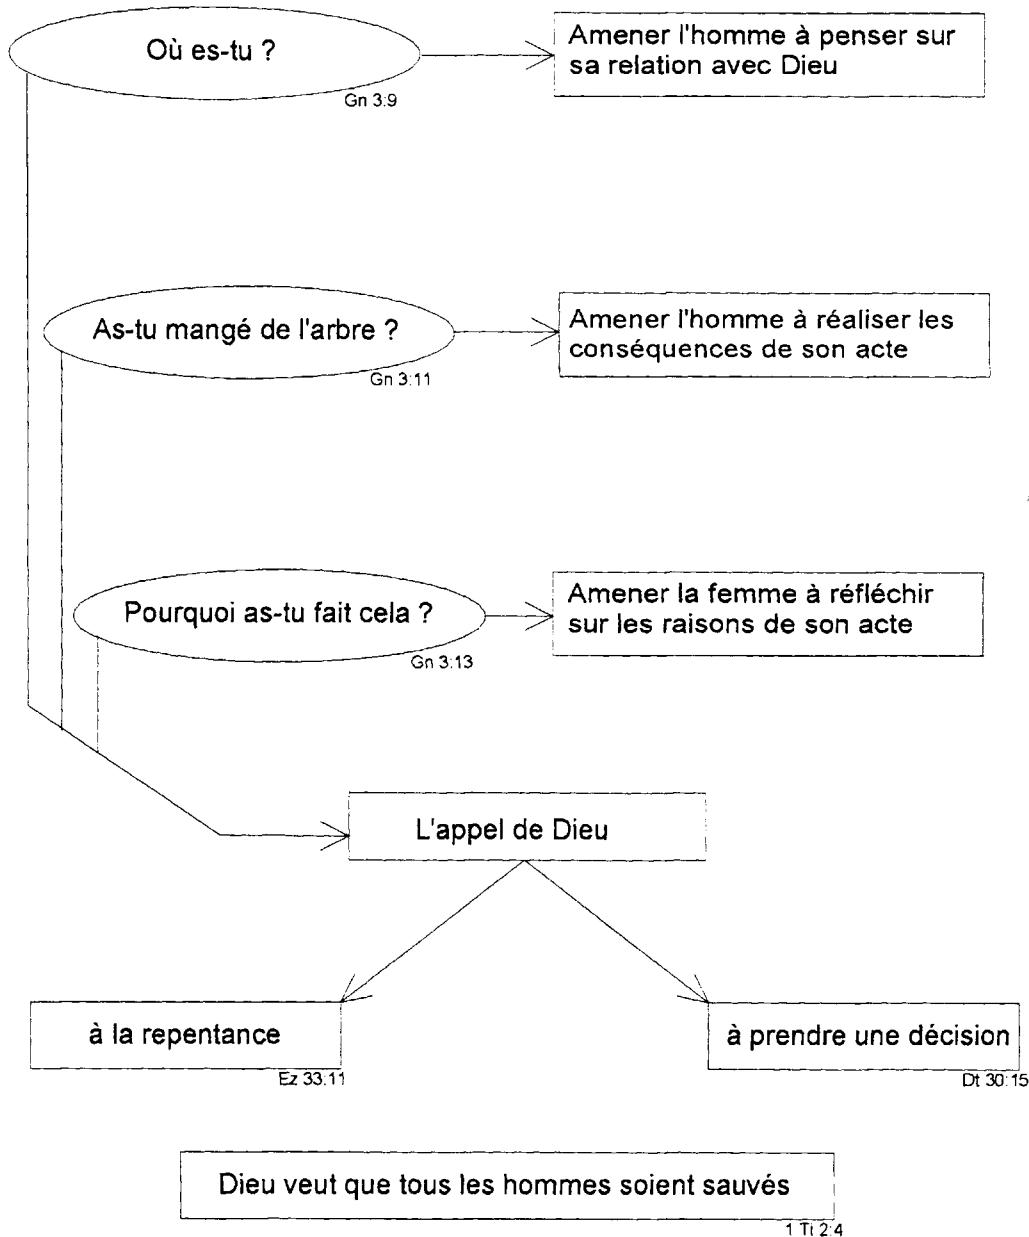 Où es-tu ?
Gn 3:9
Amener l'homme à penser sur
sa relation avec Dieu
As-tu mangé de l'arbre ?
Gn 3:11
Amener l'homme à réaliser les
conséquences de son acte
Pourquoi as-tu fait cela ?
Gn 3:13
Amener la femme à réfléchir
sur les raisons de son acte
L'appel de Dieu
à la repentance
Ez 33:11
à prendre une décision
Dt 30:15
Dieu veut que tous les hommes soient sauvés
1 Ti 2:4